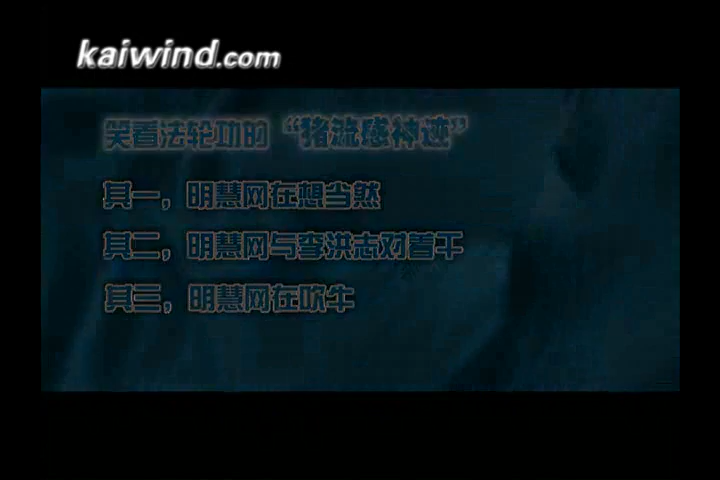 kaiwind.com
笑看法轮功的“猪流感神迹”
其一，明慧网在想当然
其二，明慧网与李洪志对着干
其三，明慧网在吹牛